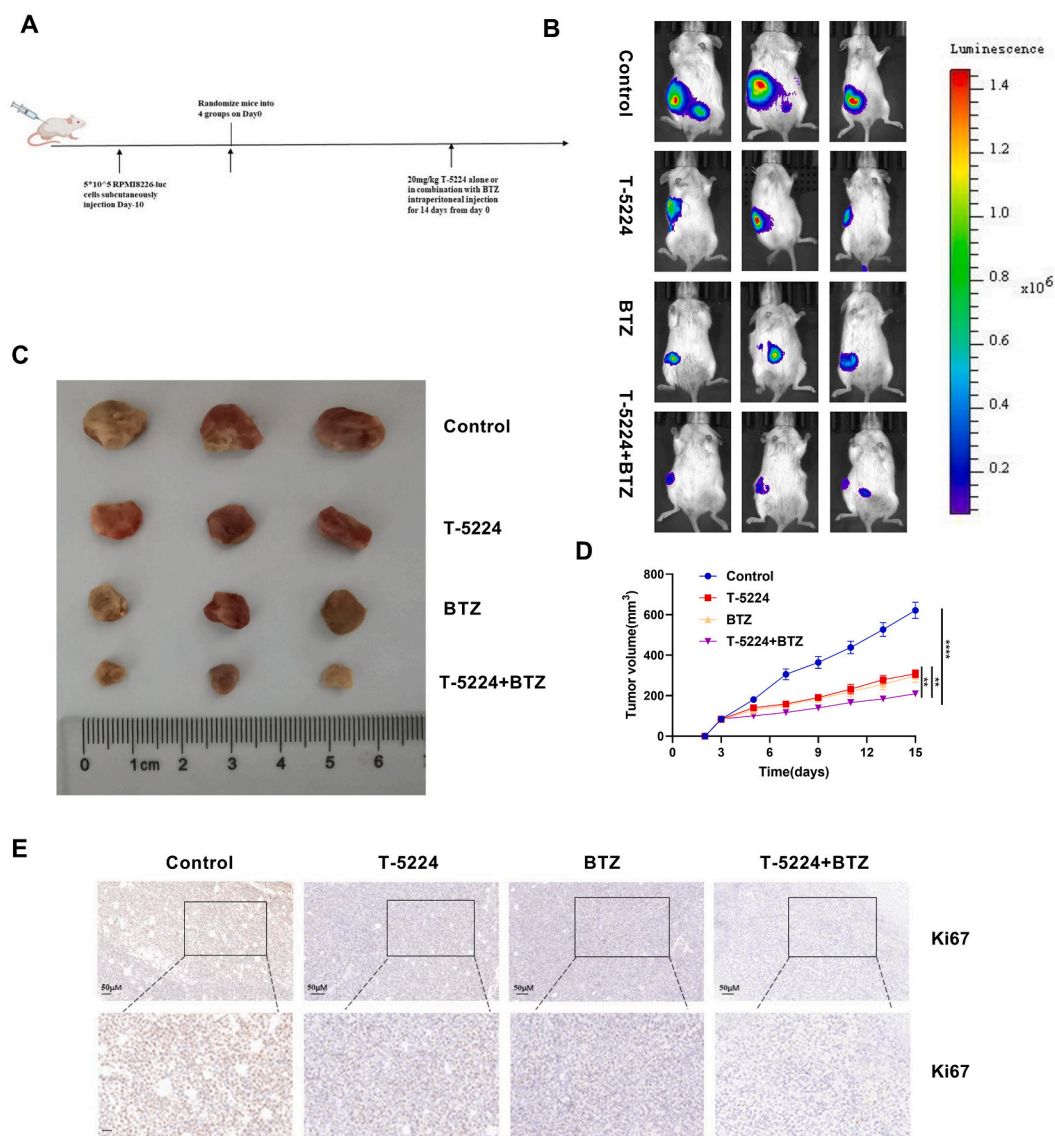 A
Randomize mice into
4 groups on Day0
5*10^5 RPMI8226-luc
cells subcutaneously
injection Day-10
20mg/kg T-5224 alone or
in combination with BTZ
intraperitoneal injection
for 14 days from day 0
B
Control
T-5224
BTZ
T-5224+BTZ
Luminescence
1.4
1.2
1.0
0.8
x10⁶
0.6
0.4
0.2
C
Control
T-5224
BTZ
T-5224+BTZ
0 1cm 2 3 4 5 6 7
D
Control
T-5224
BTZ
T-5224+BTZ
Tumor volume(mm³)
800
600
400
200
0
0 3 6 9 12 15
Time(days)
**
**
****
E
Control T-5224 BTZ T-5224+BTZ
Ki67
50μM 50μM 50μM 50μM
Ki67